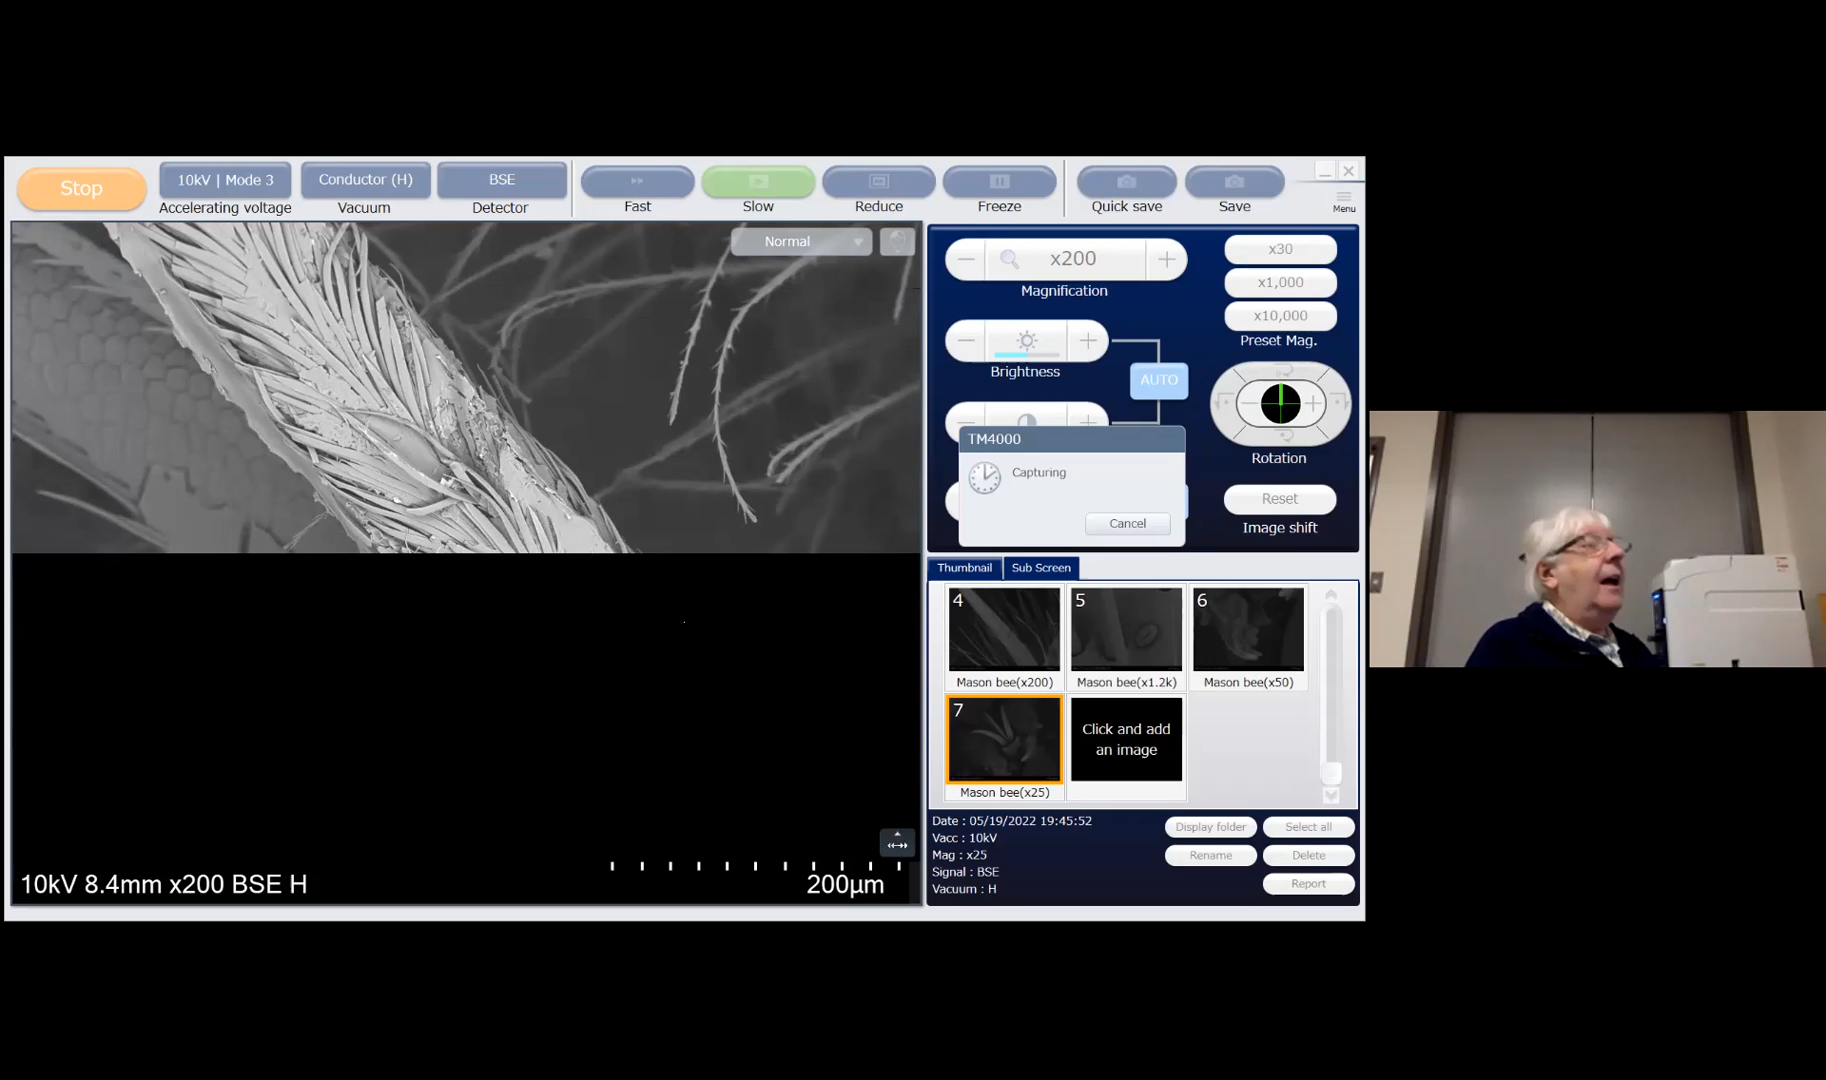 Stop
10kV | Mode 3
Accelerating voltage
Conductor (H)
Vacuum
BSE
Detector
Fast
Slow
Reduce
Freeze
Quick save
Save
Menu
Normal
x200
Magnification
Brightness
AUTO
x30
x1,000
x10,000
Preset Mag.
Rotation
Reset
Image shift
TM4000
Capturing
Cancel
Thumbnail
Sub Screen
4
Mason bee(x200)
5
Mason bee(x1.2k)
6
Mason bee(x50)
7
Mason bee(x25)
Click and add
an image
Date : 05/19/2022 19:45:52
Vacc : 10kV
Mag : x25
Signal : BSE
Vacuum : H
Display folder
Select all
Rename
Delete
Report
10kV 8.4mm x200 BSE H
200µm